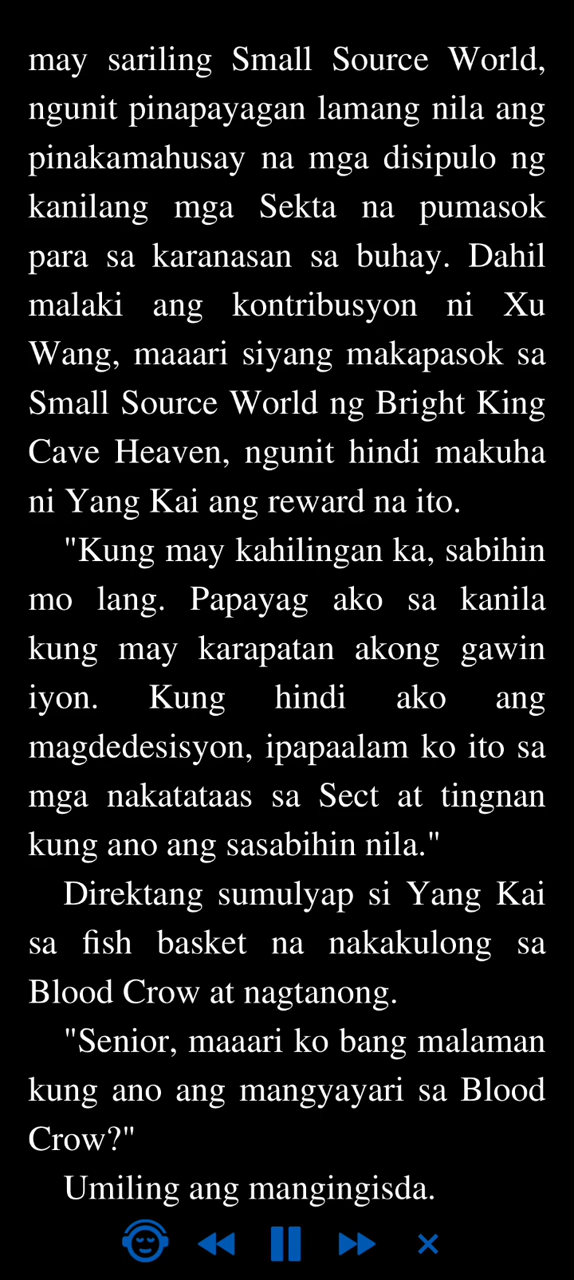 may sariling Small Source World,
ngunit pinapayagan lamang nila ang
pinakamahusay na mga disipulo ng
kanilang mga Sekta na pumasok
para sa karanasan sa buhay. Dahil
malaki ang kontribusyon ni Xu
Wang, maaari siyang makapasok sa
Small Source World ng Bright King
Cave Heaven, ngunit hindi makuha
ni Yang Kai ang reward na ito.
"Kung may kahilingan ka, sabihin
mo lang. Papayag ako sa kanila
kung may karapatan akong gawin
iyon. Kung hindi ako ang
magdedesisyon, ipapaalam ko ito sa
mga nakatataas sa Sect at tingnan
kung ano ang sasabihin nila."
Direktang sumulyap si Yang Kai
sa fish basket na nakakulong sa
Blood Crow at nagtanong.
"Senior, maaari ko bang malaman
kung ano ang mangyayari sa Blood
Crow?"
Umiling ang mangingisda.